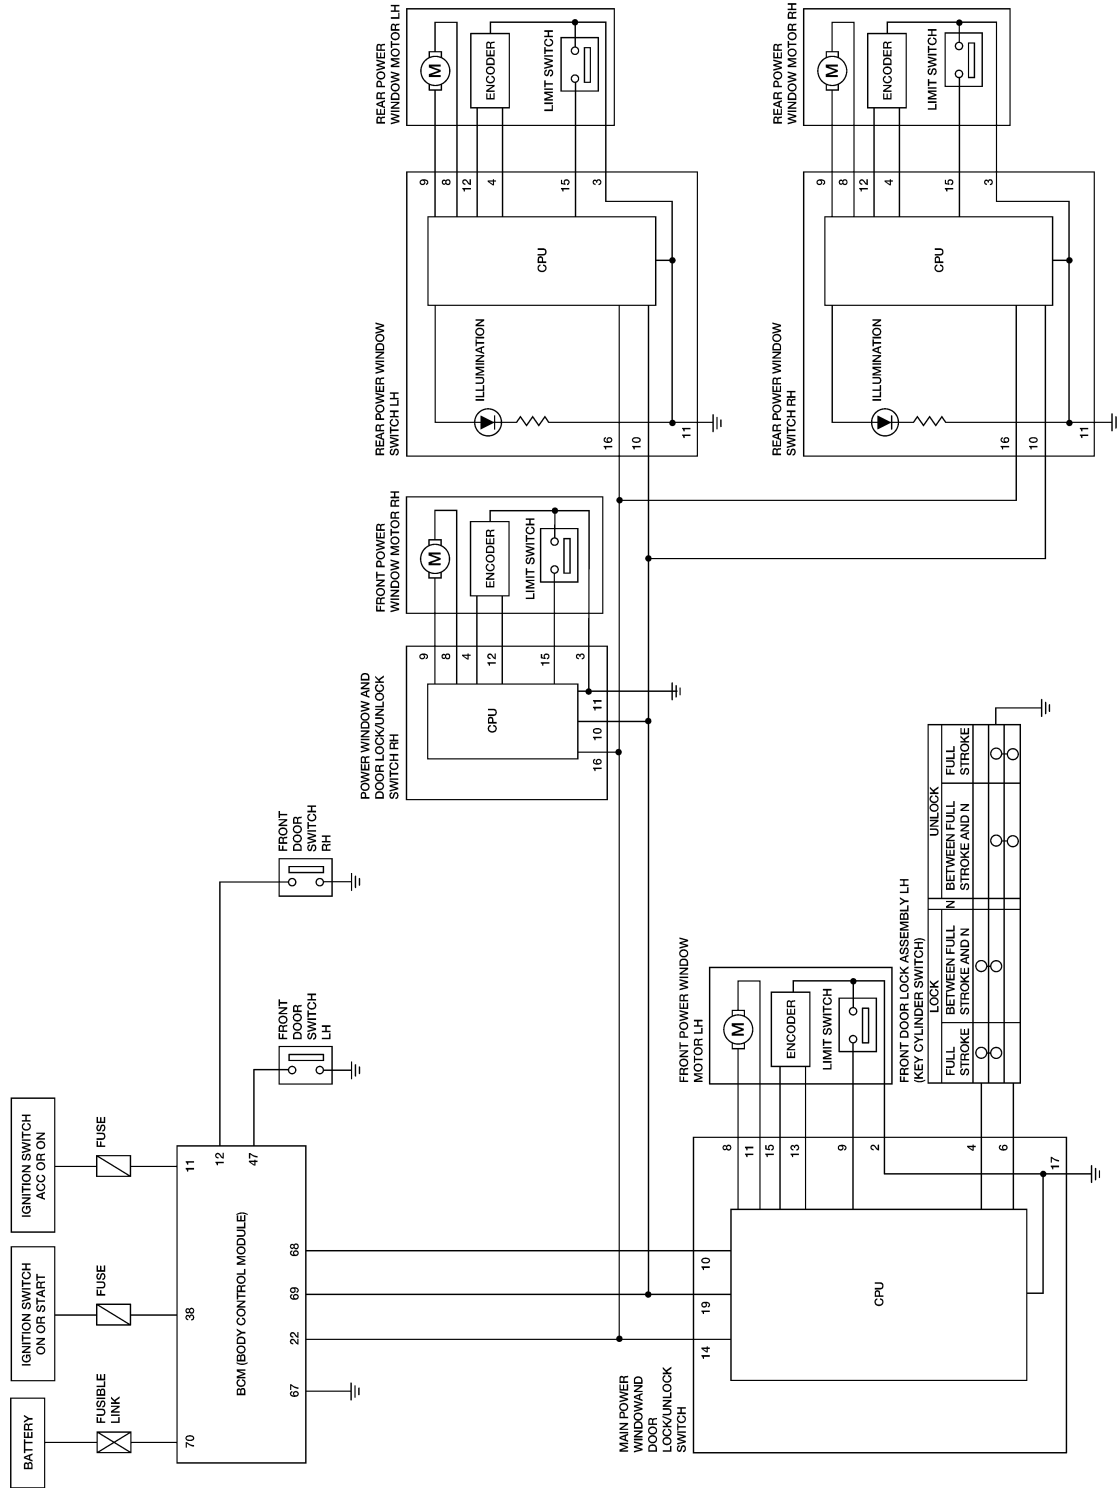 BATTERY
FUSIBLE
LINK
70
IGNITION SWITCH
ON OR START
FUSE
38
IGNITION SWITCH
ACC OR ON
FUSE
11
12
47
BCM (BODY CONTROL MODULE)
67
22
69
68
FRONT
DOOR
SWITCH
LH
FRONT
DOOR
SWITCH
RH
POWER WINDOW AND
DOOR LOCK/UNLOCK
SWITCH RH
CPU
9
8
4
12
15
3
16
10
11
FRONT POWER
WINDOW MOTOR RH
M
ENCODER
LIMIT SWITCH
REAR POWER WINDOW
SWITCH LH
ILLUMINATION
CPU
16
10
11
9
8
12
4
15
3
REAR POWER
WINDOW MOTOR LH
M
ENCODER
LIMIT SWITCH
MAIN POWER
WINDOWAND
DOOR
LOCK/UNLOCK
SWITCH
14
19
10
CPU
8
11
15
13
9
2
4
6
17
FRONT POWER WINDOW
MOTOR LH
M
ENCODER
LIMIT SWITCH
FRONT DOOR LOCK ASSEMBLY LH
(KEY CYLINDER SWITCH)
LOCK
N
UNLOCK
FULL
STROKE
BETWEEN FULL
STROKE AND N
BETWEEN FULL
STROKE AND N
FULL
STROKE
REAR POWER WINDOW
SWITCH RH
ILLUMINATION
CPU
16
10
11
9
8
12
4
15
3
REAR POWER
WINDOW MOTOR RH
M
ENCODER
LIMIT SWITCH